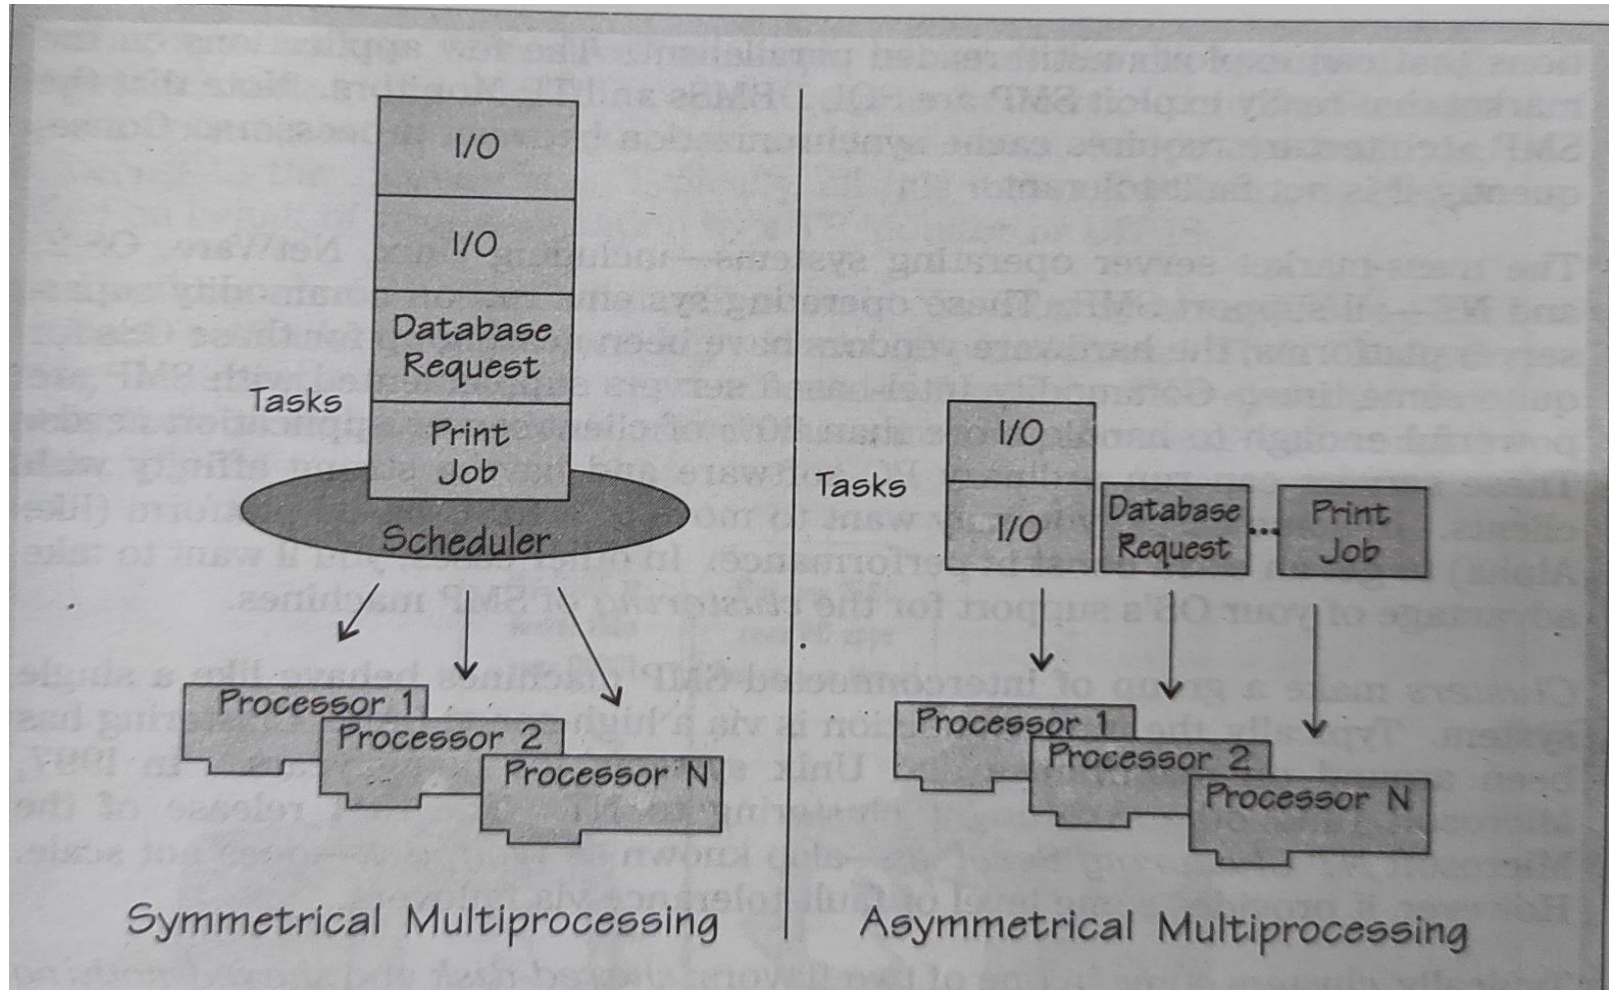 I/O
I/O
Database
Request
Tasks
Print
Job
Scheduler
Processor 1
Processor 2
Processor N
Symmetrical Multiprocessing
I/O
Tasks
I/O
Database
Request
...
Print
Job
Processor 1
Processor 2
Processor N
Asymmetrical Multiprocessing